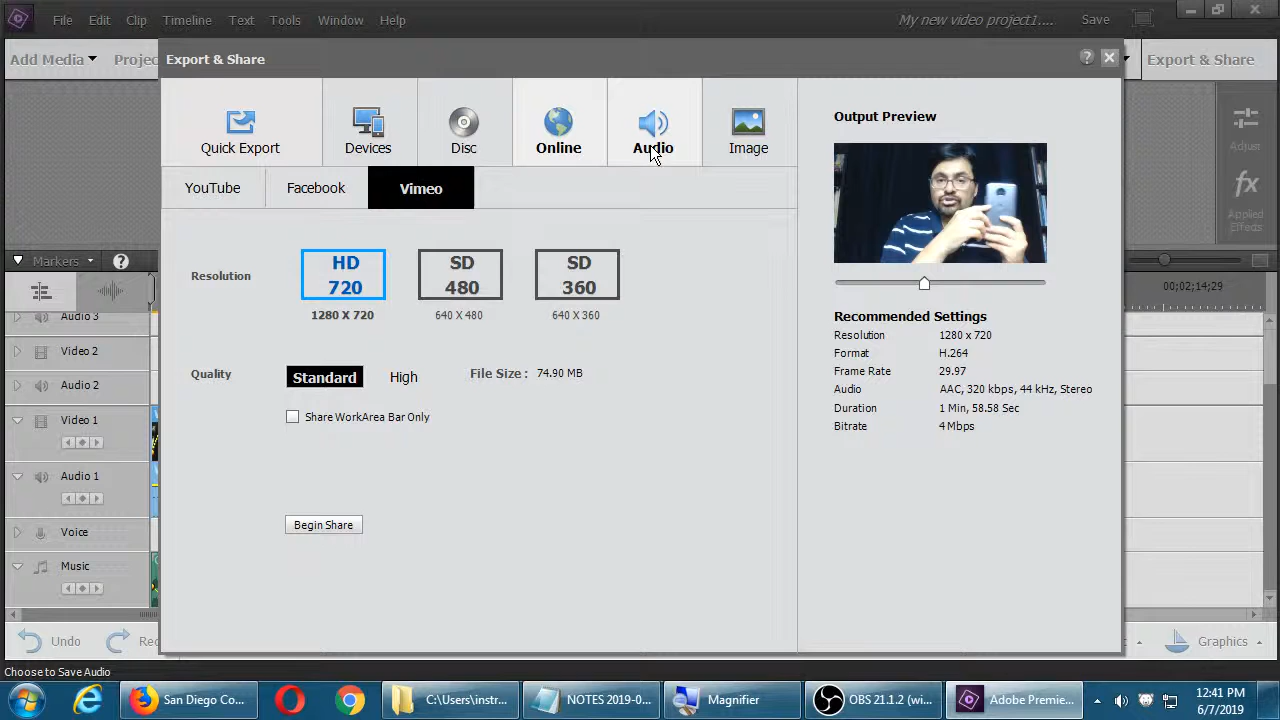 File Edit Clip Timeline Text Tools Window Help My new video project1.... Save
Add Media Projec Export & Share
Export & Share ?
Quick Export Devices Disc Online Audio Image
YouTube Facebook Vimeo
Resolution
HD 720
SD 480
SD 360
1280 X 720 640 X 480 640 X 360
Quality Standard High File Size : 74.90 MB
Share WorkArea Bar Only
Begin Share
Output Preview
Recommended Settings
Resolution 1280 x 720
Format H.264
Frame Rate 29.97
Audio AAC, 320 kbps, 44 kHz, Stereo
Duration 1 Min, 58.58 Sec
Bitrate 4 Mbps
Adjust
fx
Applied
Effects
Markers ?
00;02;14;29
Audio 3
Video 2
Audio 2
Video 1
Audio 1
Voice
Music
Undo Rec Graphics
Choose to Save Audio
San Diego Co... C:\Users\instr... NOTES 2019-0... Magnifier OBS 21.1.2 (wi... Adobe Premie... 12:41 PM
6/7/2019